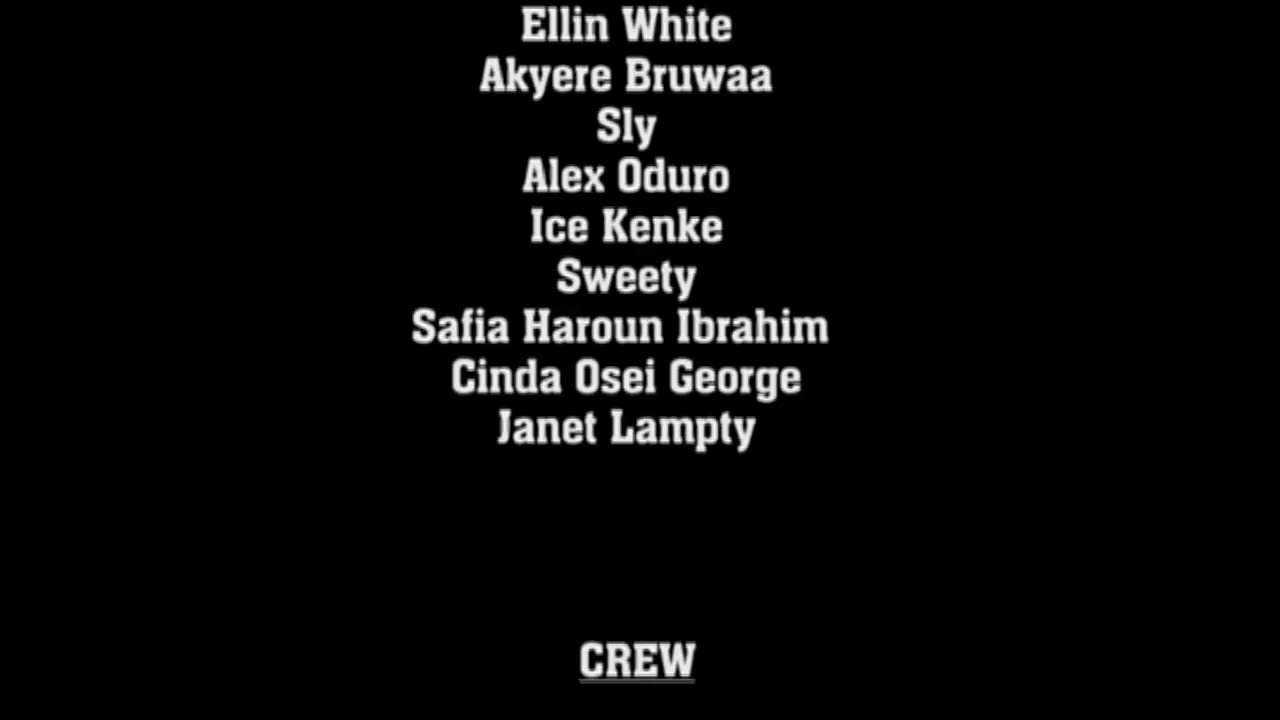 Ellin White
Akyere Bruwaa
Sly
Alex Oduro
Ice Kenke
Sweety
Safia Haroun Ibrahim
Cinda Osei George
Janet Lampty
CREW